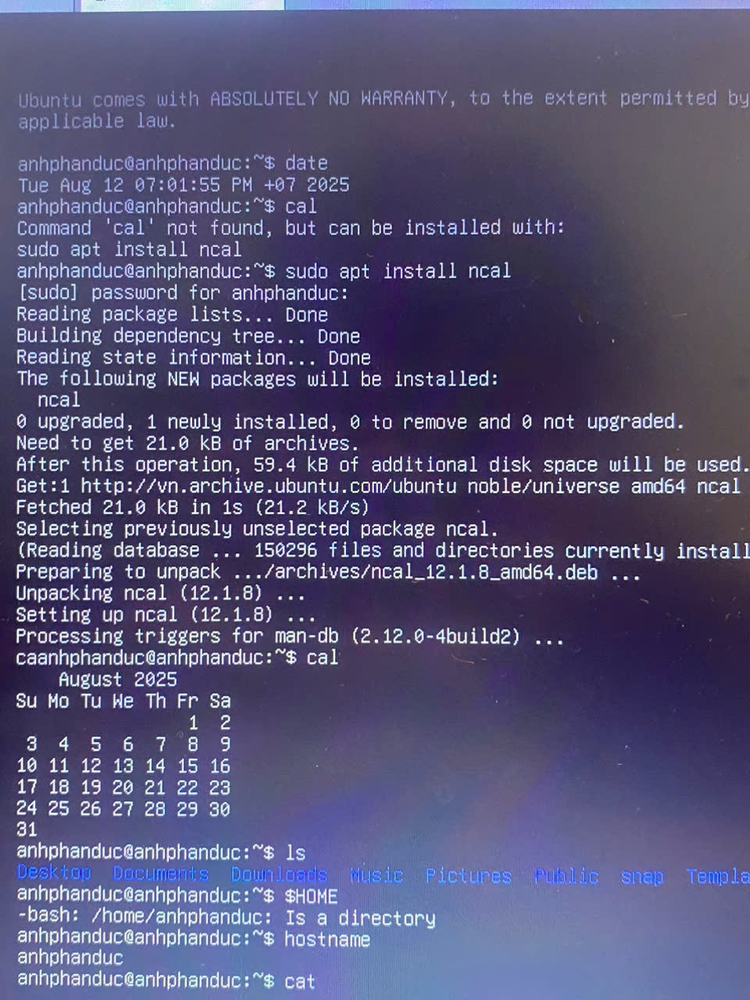 Ubuntu comes with ABSOLUTELY NO WARRANTY, to the extent permitted by
applicable law.
anhphanduc@anhphanduc:~$ date
Tue Aug 12 07:01:55 PM +07 2025
anhphanduc@anhphanduc:~$ cal
Command 'cal' not found, but can be installed with:
sudo apt install ncal
anhphanduc@anhphanduc:~$ sudo apt install ncal
[sudo] password for anhphanduc:
Reading package lists... Done
Building dependency tree... Done
Reading state information... Done
The following NEW packages will be installed:
  ncal
0 upgraded, 1 newly installed, 0 to remove and 0 not upgraded.
Need to get 21.0 kB of archives.
After this operation, 59.4 kB of additional disk space will be used.
Get:1 http://vn.archive.ubuntu.com/ubuntu noble/universe amd64 ncal
Fetched 21.0 kB in 1s (21.2 kB/s)
Selecting previously unselected package ncal.
(Reading database ... 150296 files and directories currently install
Preparing to unpack .../archives/ncal_12.1.8_amd64.deb ...
Unpacking ncal (12.1.8) ...
Setting up ncal (12.1.8) ...
Processing triggers for man-db (2.12.0-4build2) ...
caanhphanduc@anhphanduc:~$ cal
    August 2025
Su Mo Tu We Th Fr Sa
                1  2
 3  4  5  6  7  8  9
10 11 12 13 14 15 16
17 18 19 20 21 22 23
24 25 26 27 28 29 30
31
anhphanduc@anhphanduc:~$ ls
Desktop  Documents  Downloads  Music  Pictures  Public  snap  Templa
anhphanduc@anhphanduc:~$ $HOME
-bash: /home/anhphanduc: Is a directory
anhphanduc@anhphanduc:~$ hostname
anhphanduc
anhphanduc@anhphanduc:~$ cat